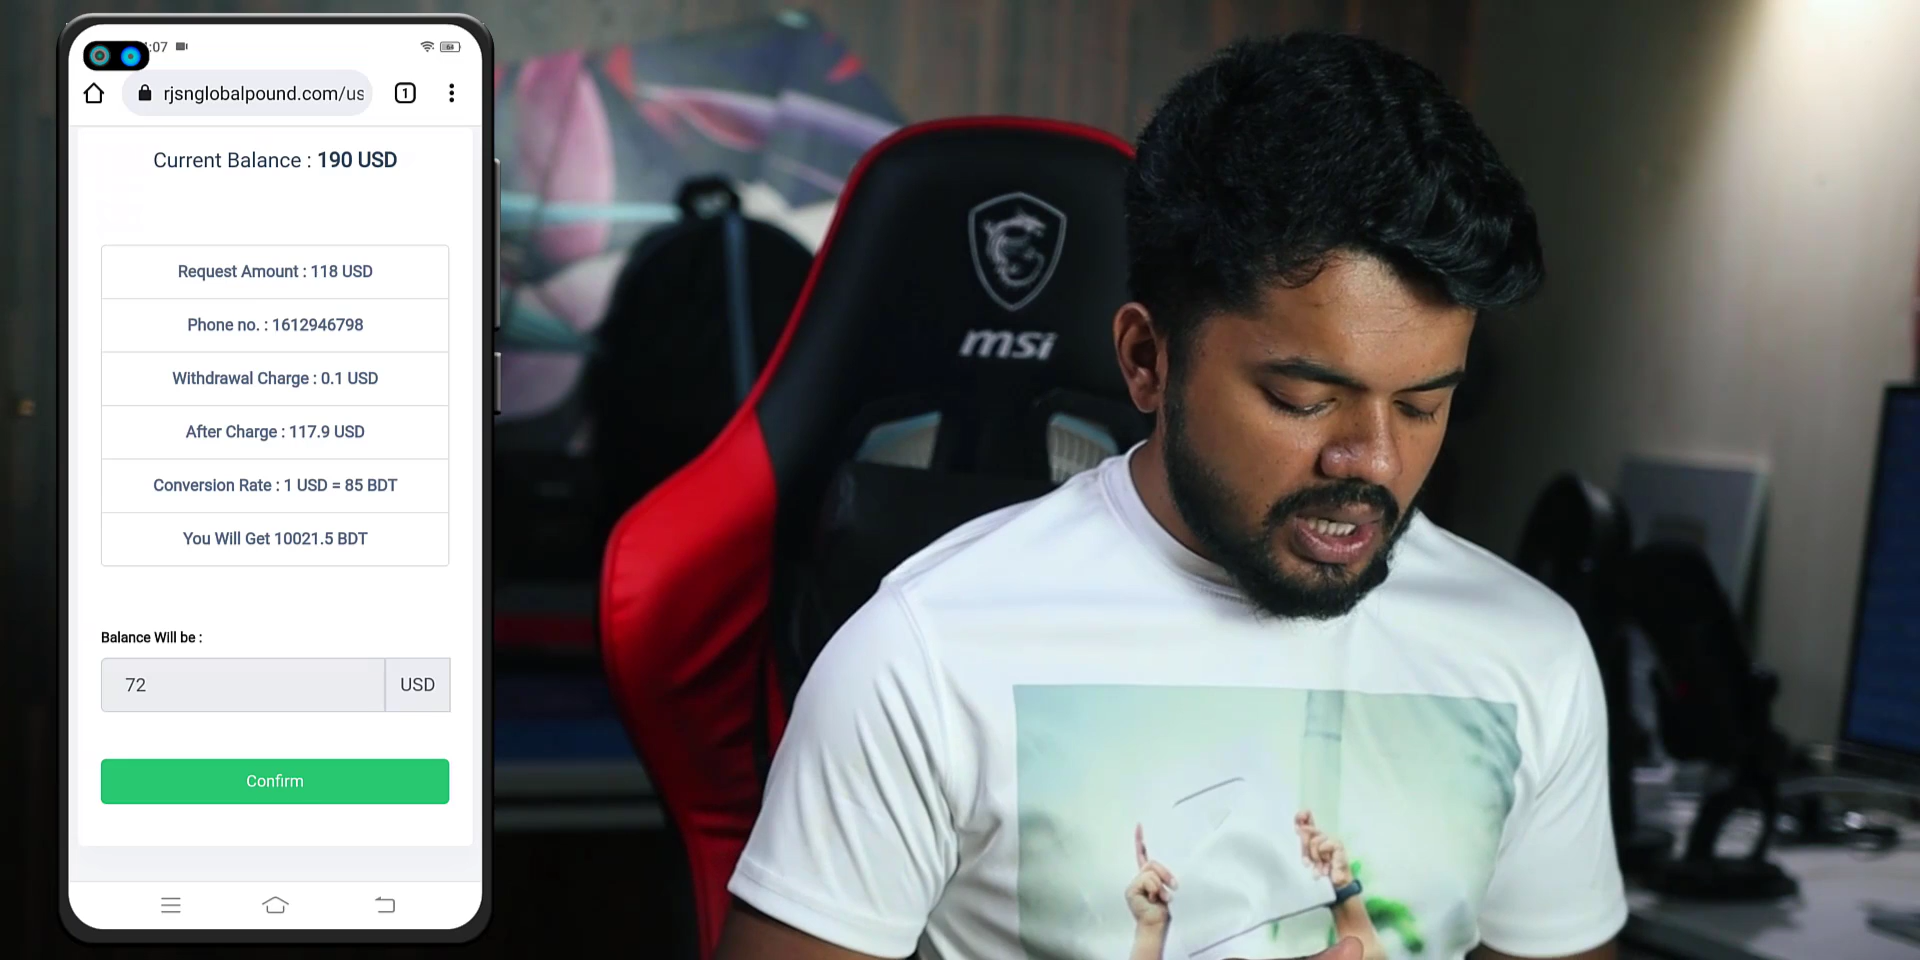 :07
rjsnglobalpound.com/us
1
Current Balance : 190 USD
Request Amount : 118 USD
Phone no. : 1612946798
Withdrawal Charge : 0.1 USD
After Charge : 117.9 USD
Conversion Rate : 1 USD = 85 BDT
You Will Get 10021.5 BDT
Balance Will be :
72 USD
Confirm
msi